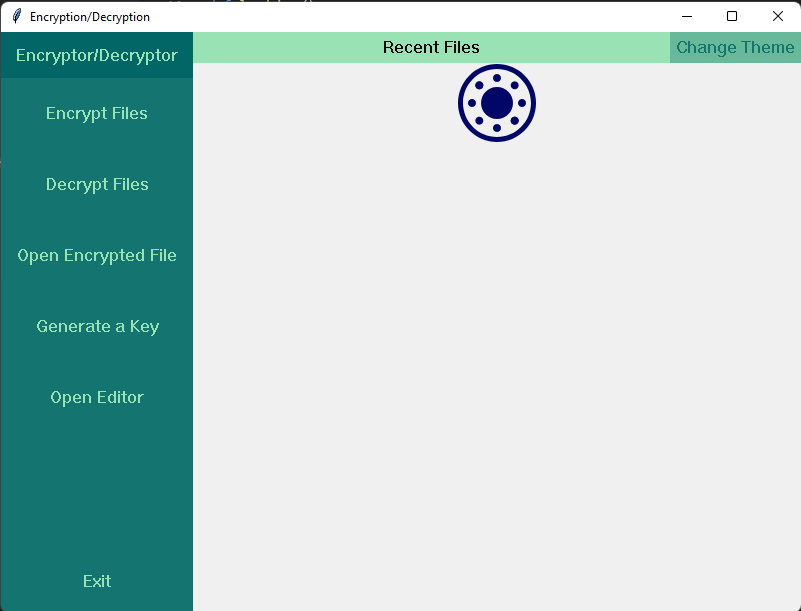 Encryption/Decryption
Encryptor/Decryptor
Recent Files
Change Theme
Encrypt Files
Decrypt Files
Open Encrypted File
Generate a Key
Open Editor
Exit